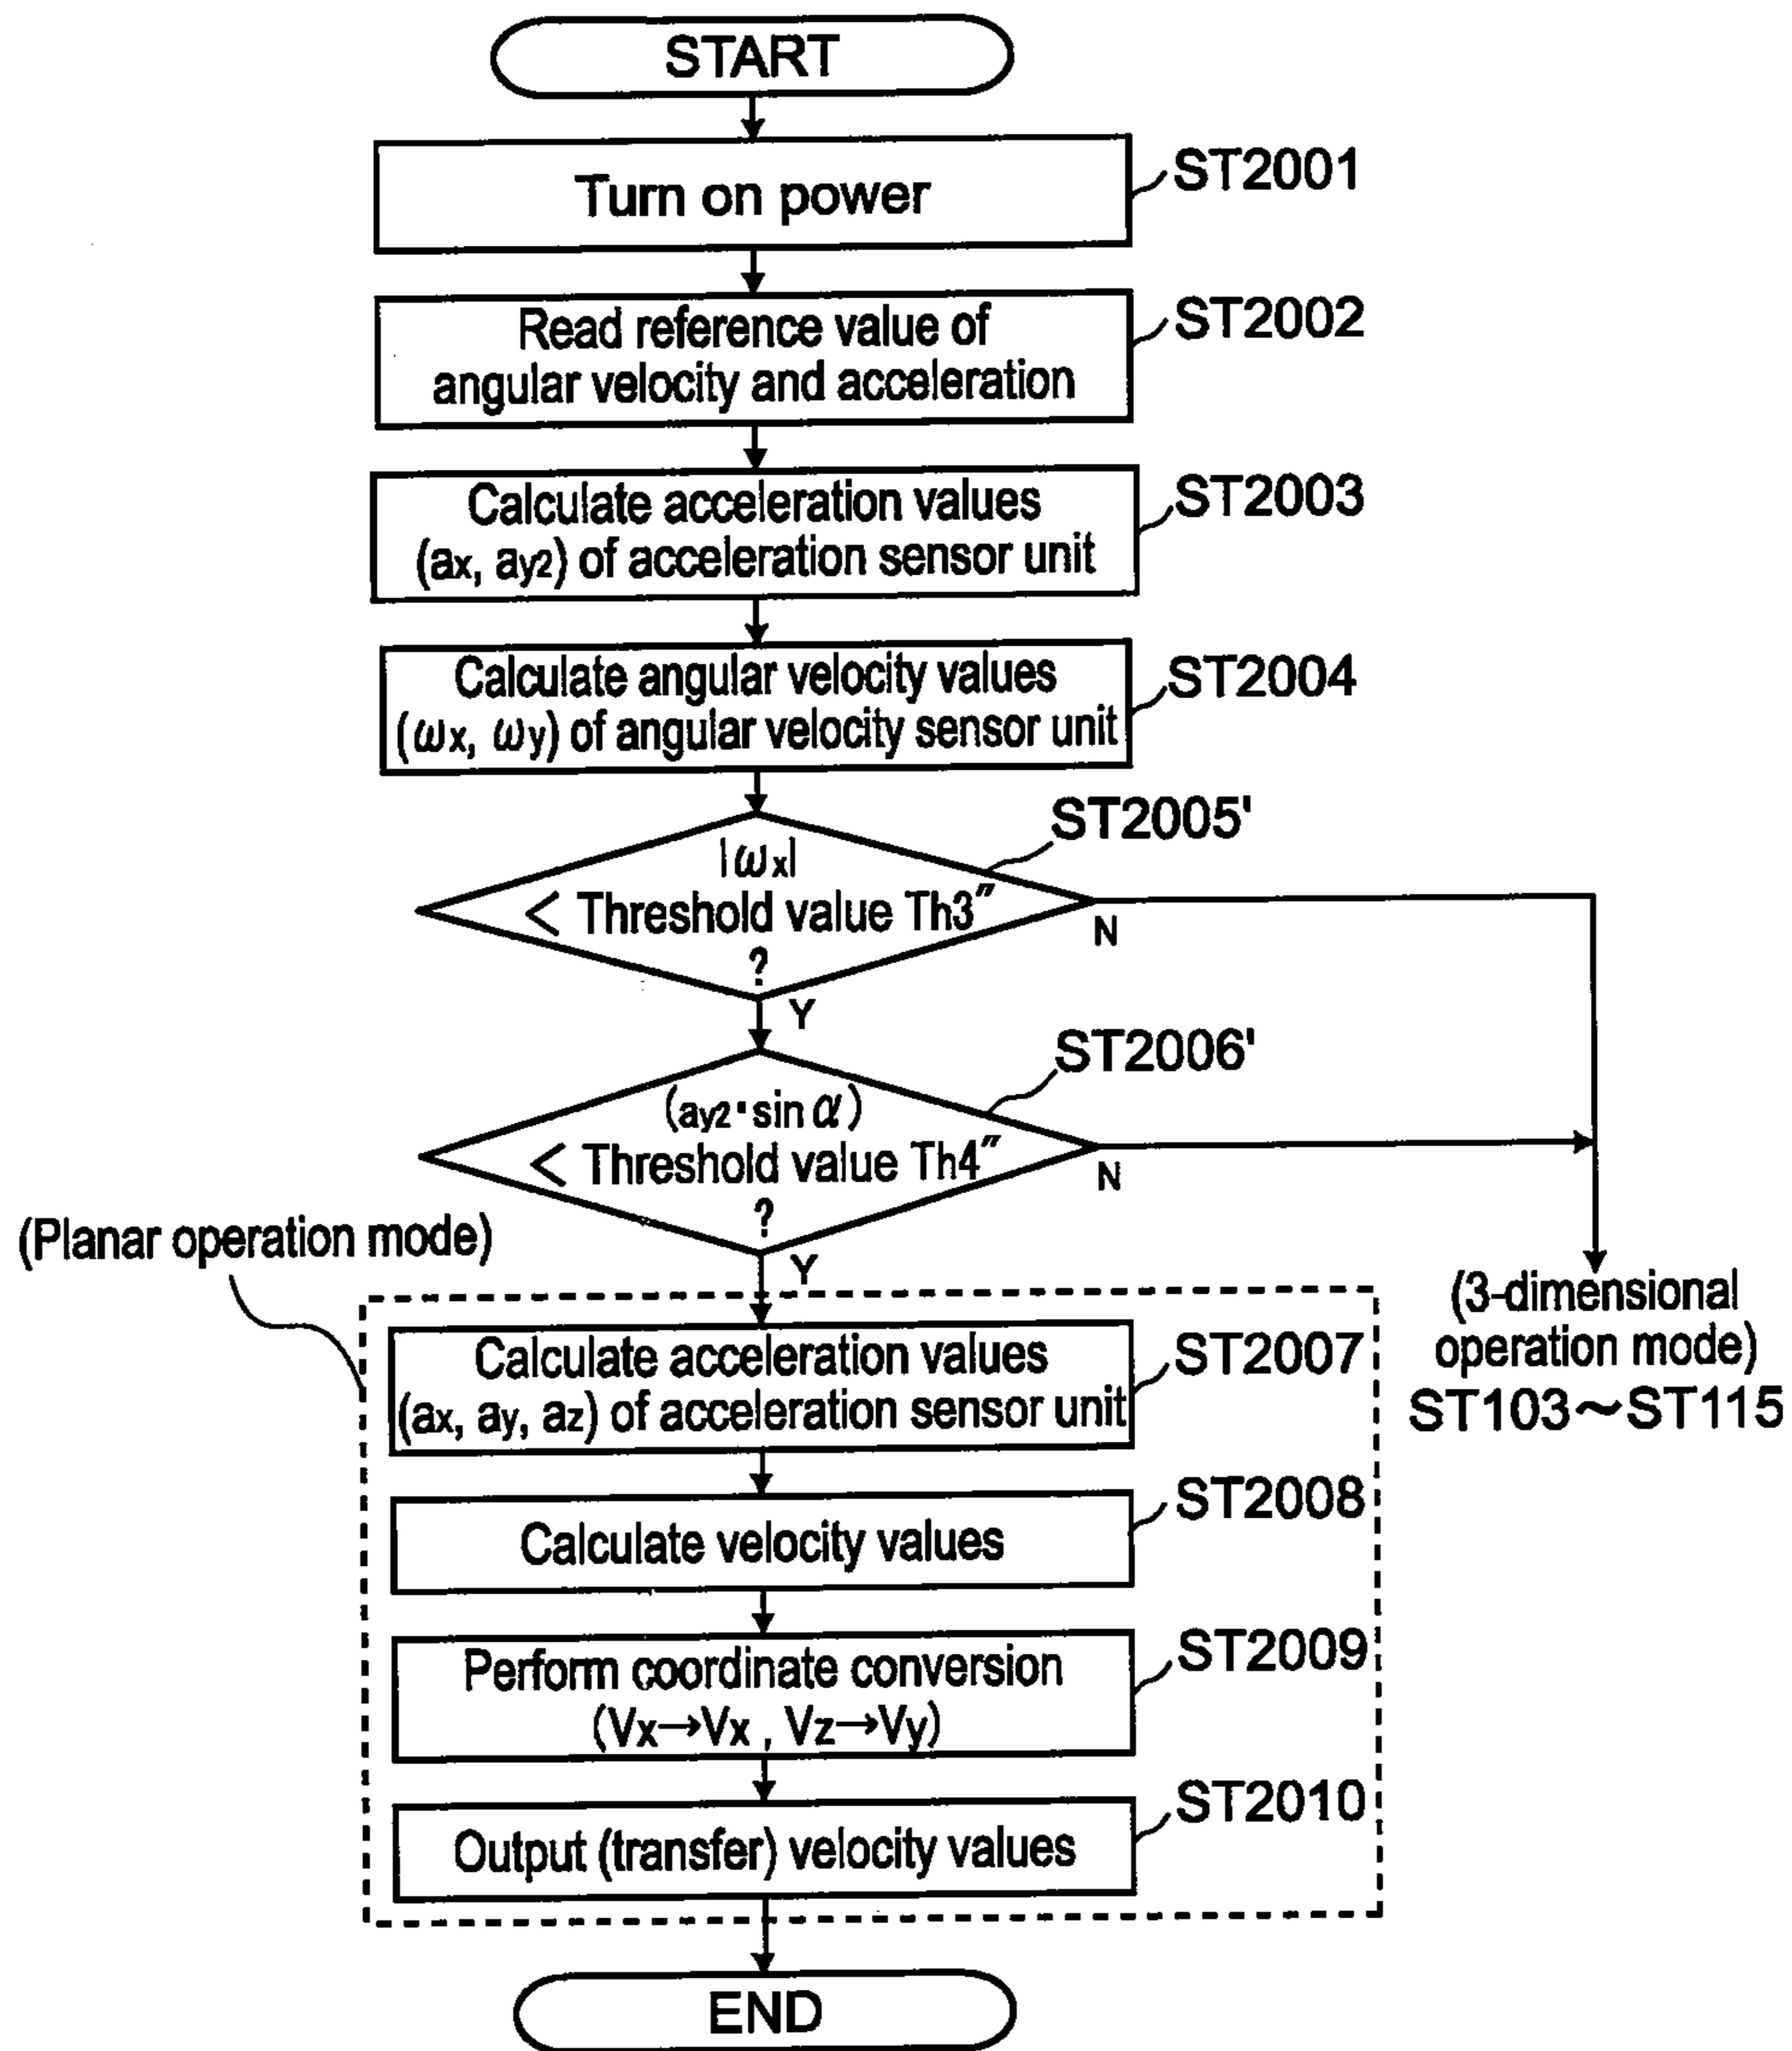 START
Turn on power
ST2001
Read reference value of
angular velocity and acceleration
ST2002
Calculate acceleration values
(ax, ay2) of acceleration sensor unit
ST2003
Calculate angular velocity values
(ωx, ωy) of angular velocity sensor unit
ST2004
|ωx|
< Threshold value Th3″
?
ST2005'
N
Y
(ay2・sin α)
< Threshold value Th4″
?
ST2006'
N
Y
(Planar operation mode)
(3-dimensional
operation mode)
ST103～ST115
Calculate acceleration values
(ax, ay, az) of acceleration sensor unit
ST2007
Calculate velocity values
ST2008
Perform coordinate conversion
(Vx→Vx , Vz→Vy)
ST2009
Output (transfer) velocity values
ST2010
END